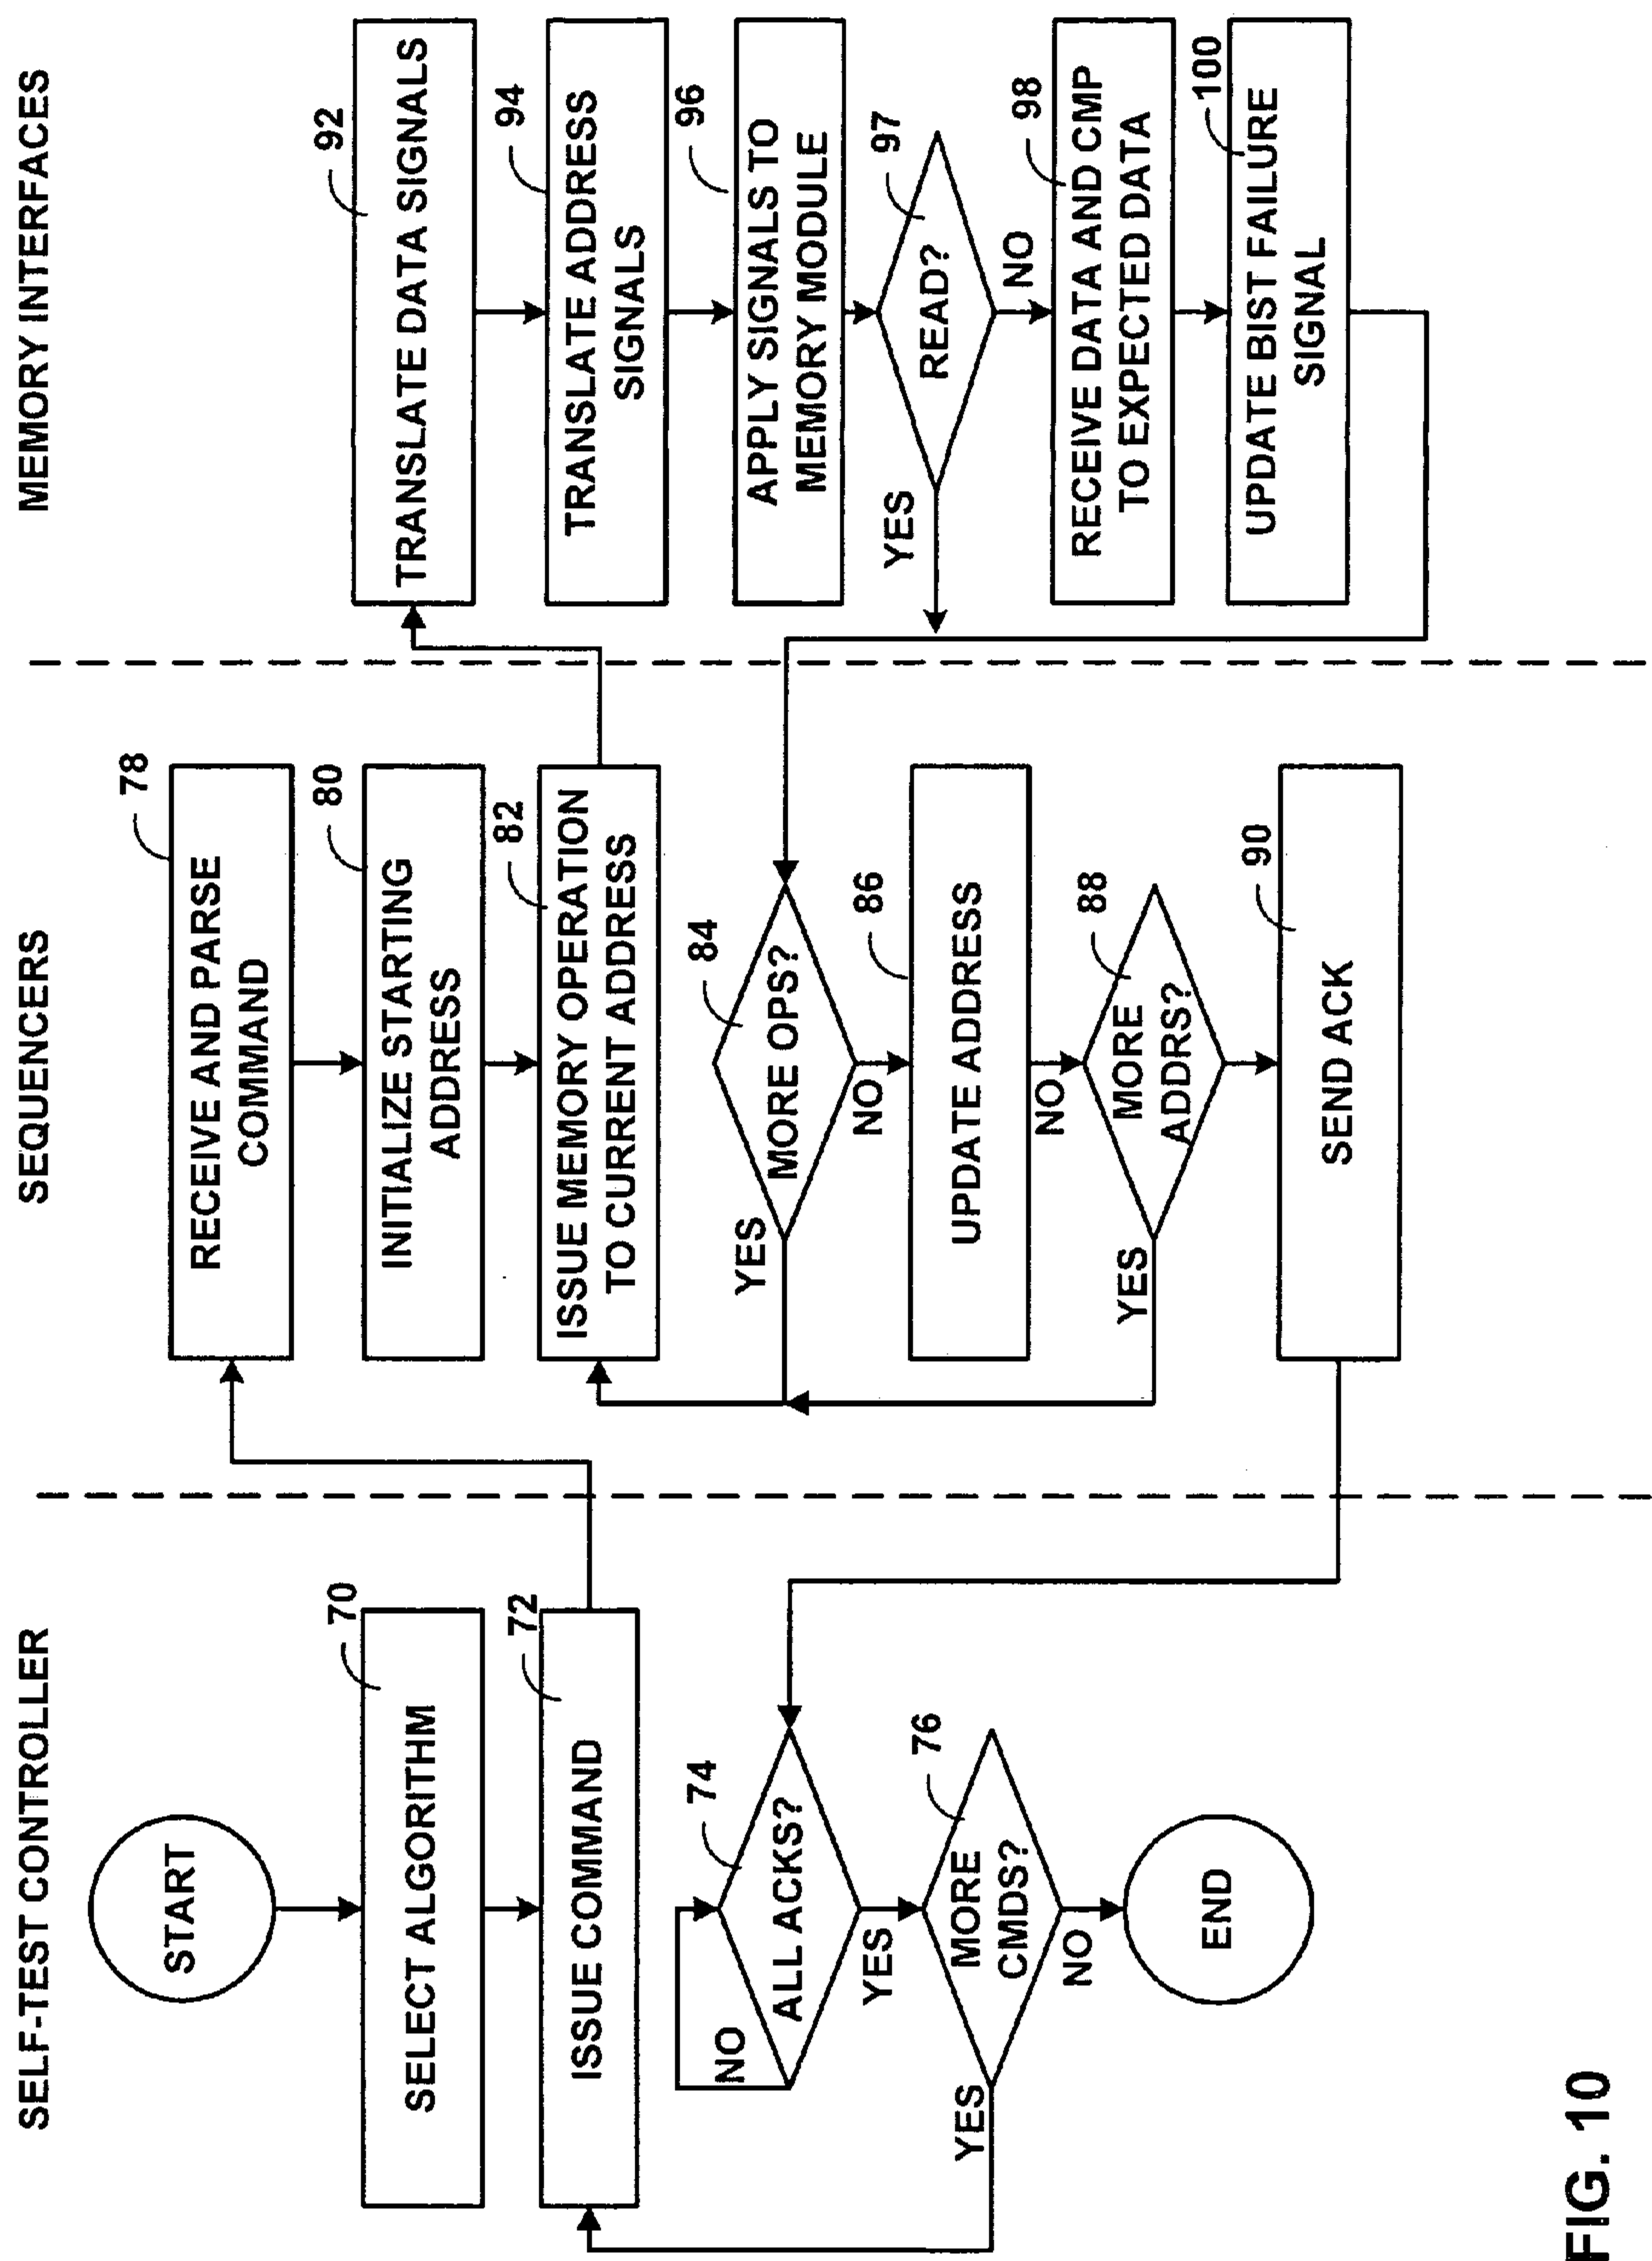 SELF-TEST CONTROLLER
START
70
SELECT ALGORITHM
72
ISSUE COMMAND
74
ALL ACKS?
NO
YES
76
MORE
CMDS?
YES
NO
END
SEQUENCERS
78
RECEIVE AND PARSE
COMMAND
80
INITIALIZE STARTING
ADDRESS
82
ISSUE MEMORY OPERATION
TO CURRENT ADDRESS
84
MORE OPS?
YES
NO
86
UPDATE ADDRESS
NO
88
MORE
ADDRS?
YES
90
SEND ACK
MEMORY INTERFACES
92
TRANSLATE DATA SIGNALS
94
TRANSLATE ADDRESS
SIGNALS
96
APPLY SIGNALS TO
MEMORY MODULE
97
READ?
YES
NO
98
RECEIVE DATA AND CMP
TO EXPECTED DATA
100
UPDATE BIST FAILURE
SIGNAL
FIG. 10